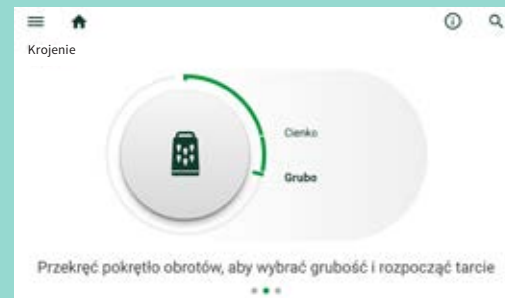 Krojenie
Cienko
Grubo
Przekręć pokrętło obrotów, aby wybrać grubość i rozpocząć tarcie